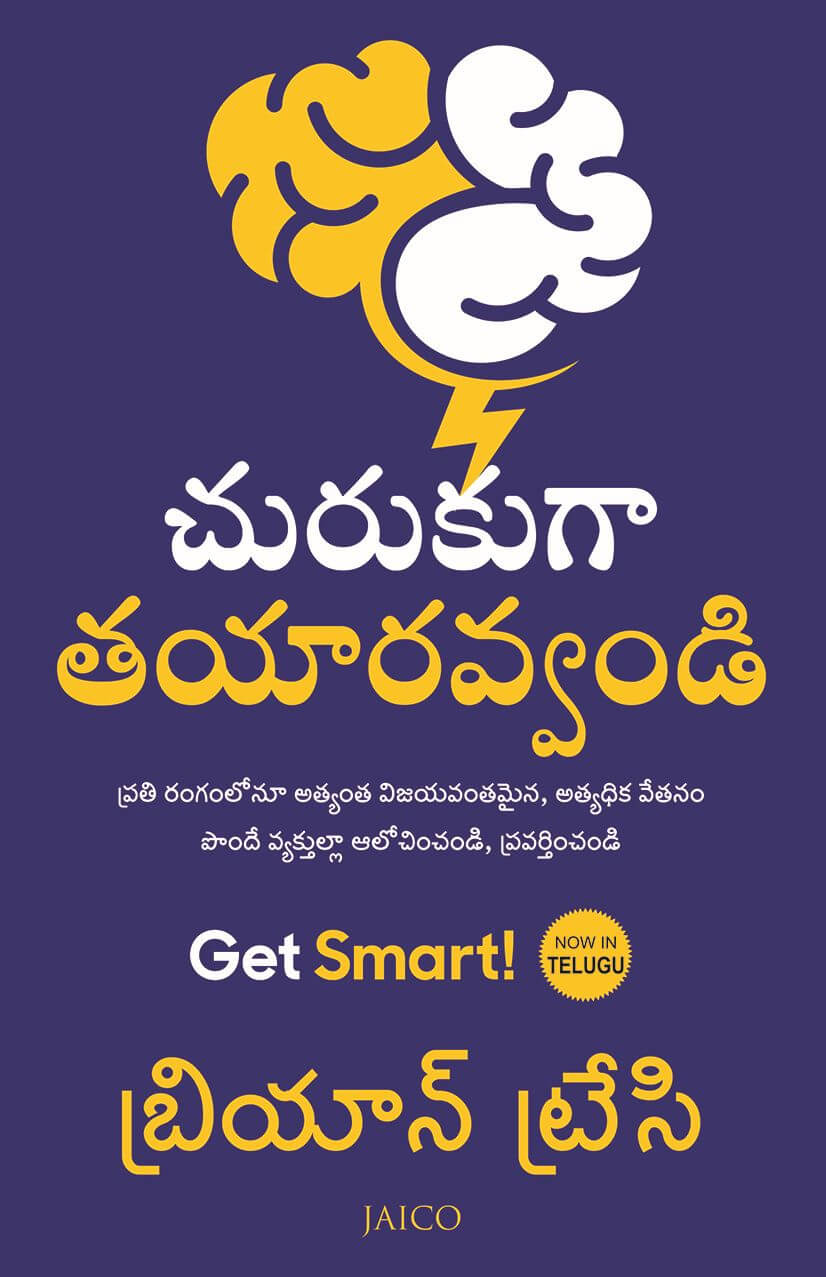 చురుకుగా
తయారవ్వండి
ప్రతి రంగంలోనూ అత్యంత విజయవంతమైన, అత్యధిక వేతనం
పొందే వ్యక్తుల్లా ఆలోచించండి, ప్రవర్తించండి
Get Smart!
NOW IN
TELUGU
బ్రియాన్ ట్రేసి
JAICO